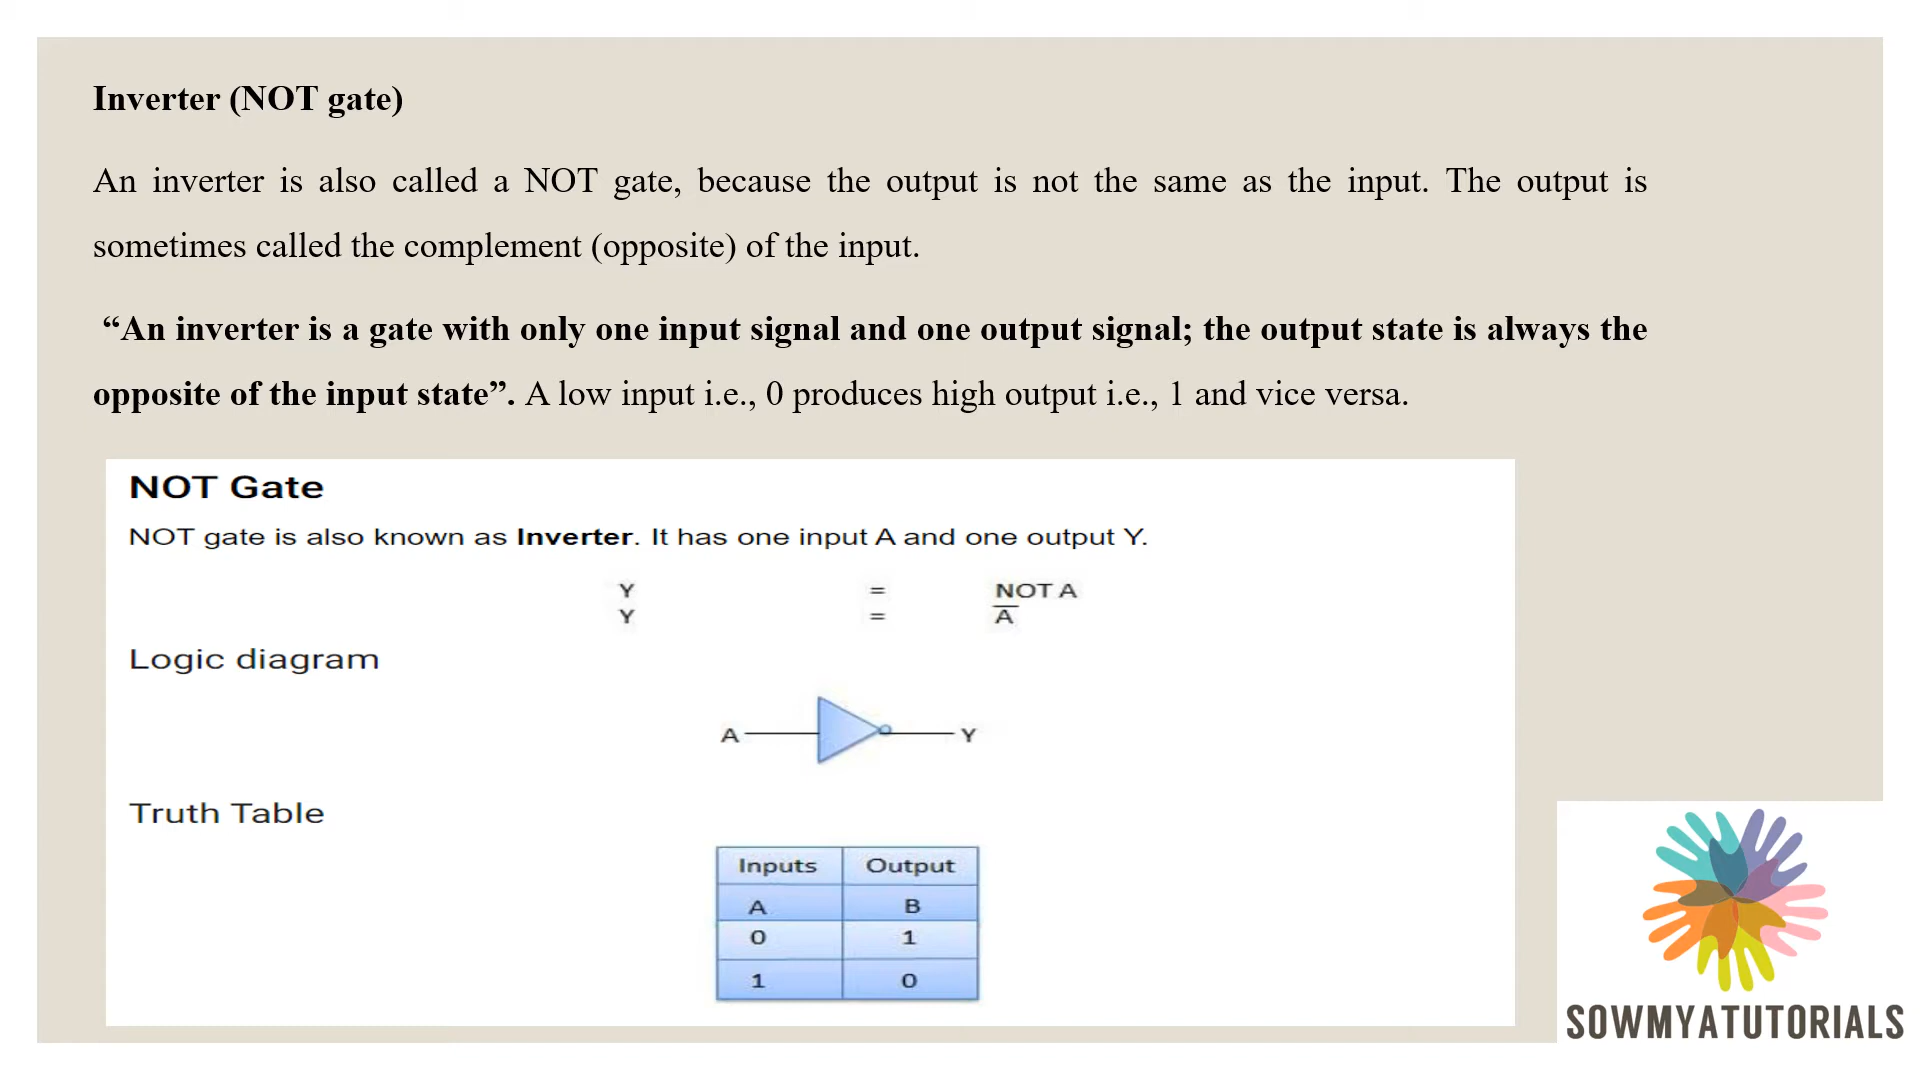 Inverter (NOT gate)
An inverter is also called a NOT gate, because the output is not the same as the input. The output is
sometimes called the complement (opposite) of the input.
“An inverter is a gate with only one input signal and one output signal; the output state is always the
opposite of the input state”. A low input i.e., 0 produces high output i.e., 1 and vice versa.
NOT Gate
NOT gate is also known as Inverter. It has one input A and one output Y.
Y = NOT A
Y = A̅
Logic diagram
A Y
Truth Table
Inputs Output
A B
0 1
1 0
SOWMYATUTORIALS